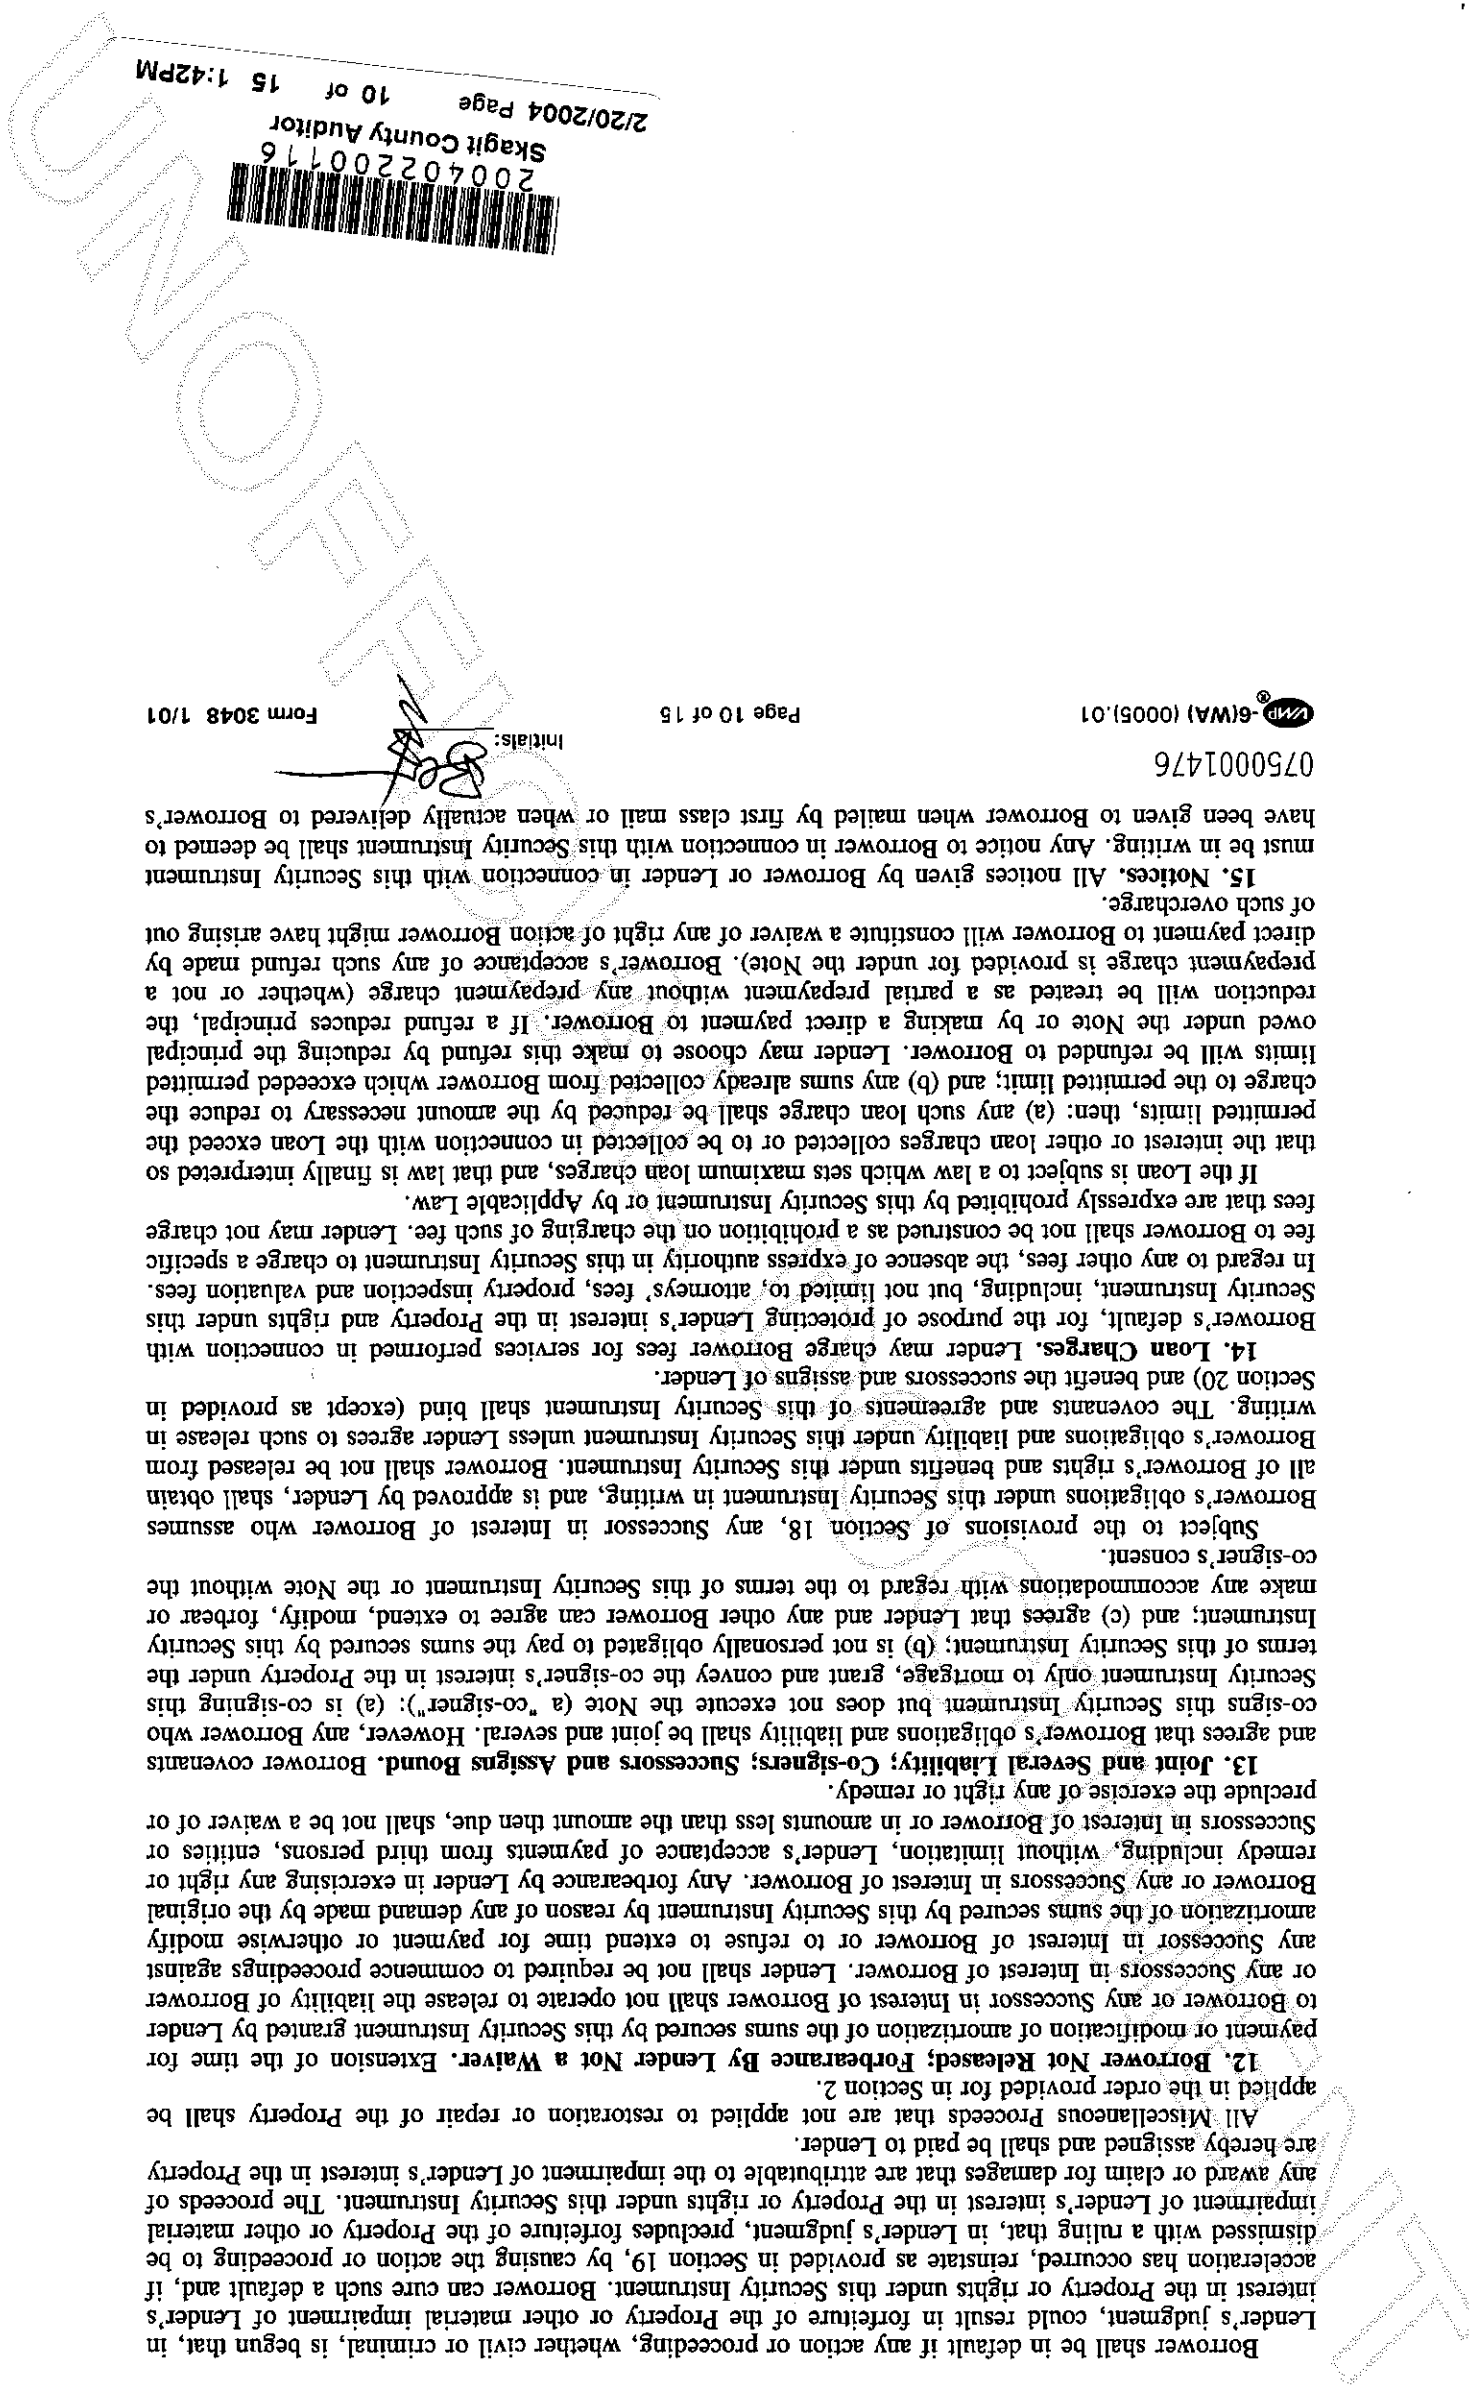 Borrower shall be in default if any action or proceeding, whether civil or criminal, is begun that, in
Lender's judgment, could result in forfeiture of the Property or other material impairment of Lender's
interest in the Property or rights under this Security Instrument. Borrower can cure such a default and, if
acceleration has occurred, reinstate as provided in Section 19, by causing the action or proceeding to be
dismissed with a ruling that, in Lender's judgment, precludes forfeiture of the Property or other material
impairment of Lender's interest in the Property or rights under this Security Instrument. The proceeds of
any award or claim for damages that are attributable to the impairment of Lender's interest in the Property
are hereby assigned and shall be paid to Lender.
All Miscellaneous Proceeds that are not applied to restoration or repair of the Property shall be
applied in the order provided for in Section 2.
12. Borrower Not Released; Forbearance By Lender Not a Waiver. Extension of the time for
payment or modification of amortization of the sums secured by this Security Instrument granted by Lender
to Borrower or any Successor in Interest of Borrower shall not operate to release the liability of Borrower
or any Successors in Interest of Borrower. Lender shall not be required to commence proceedings against
any Successor in Interest of Borrower or to refuse to extend time for payment or otherwise modify
amortization of the sums secured by this Security Instrument by reason of any demand made by the original
Borrower or any Successors in Interest of Borrower. Any forbearance by Lender in exercising any right or
remedy including, without limitation, Lender's acceptance of payments from third persons, entities or
Successors in Interest of Borrower or in amounts less than the amount then due, shall not be a waiver of or
preclude the exercise of any right or remedy.
13. Joint and Several Liability; Co-signers; Successors and Assigns Bound. Borrower covenants
and agrees that Borrower's obligations and liability shall be joint and several. However, any Borrower who
co-signs this Security Instrument but does not execute the Note (a "co-signer"): (a) is co-signing this
Security Instrument only to mortgage, grant and convey the co-signer's interest in the Property under the
terms of this Security Instrument; (b) is not personally obligated to pay the sums secured by this Security
Instrument; and (c) agrees that Lender and any other Borrower can agree to extend, modify, forbear or
make any accommodations with regard to the terms of this Security Instrument or the Note without the
co-signer's consent.
Subject to the provisions of Section 18, any Successor in Interest of Borrower who assumes
Borrower's obligations under this Security Instrument in writing, and is approved by Lender, shall obtain
all of Borrower's rights and benefits under this Security Instrument. Borrower shall not be released from
Borrower's obligations and liability under this Security Instrument unless Lender agrees to such release in
writing. The covenants and agreements of this Security Instrument shall bind (except as provided in
Section 20) and benefit the successors and assigns of Lender.
14. Loan Charges. Lender may charge Borrower fees for services performed in connection with
Borrower's default, for the purpose of protecting Lender's interest in the Property and rights under this
Security Instrument, including, but not limited to, attorneys' fees, property inspection and valuation fees.
In regard to any other fees, the absence of express authority in this Security Instrument to charge a specific
fee to Borrower shall not be construed as a prohibition on the charging of such fee. Lender may not charge
fees that are expressly prohibited by this Security Instrument or by Applicable Law.
If the Loan is subject to a law which sets maximum loan charges, and that law is finally interpreted so
that the interest or other loan charges collected or to be collected in connection with the Loan exceed the
permitted limits, then: (a) any such loan charge shall be reduced by the amount necessary to reduce the
charge to the permitted limit; and (b) any sums already collected from Borrower which exceeded permitted
limits will be refunded to Borrower. Lender may choose to make this refund by reducing the principal
owed under the Note or by making a direct payment to Borrower. If a refund reduces principal, the
reduction will be treated as a partial prepayment without any prepayment charge (whether or not a
prepayment charge is provided for under the Note). Borrower's acceptance of any such refund made by
direct payment to Borrower will constitute a waiver of any right of action Borrower might have arising out
of such overcharge.
15. Notices. All notices given by Borrower or Lender in connection with this Security Instrument
must be in writing. Any notice to Borrower in connection with this Security Instrument shall be deemed to
have been given to Borrower when mailed by first class mail or when actually delivered to Borrower's
0750001476
Initials:
VMP®-6(WA) (0005).01 Page 10 of 15 Form 3048 1/01
200402200116
Skagit County Auditor
2/20/2004 Page 10 of 15 1:42PM
UNOFFICIAL DOCUMENT